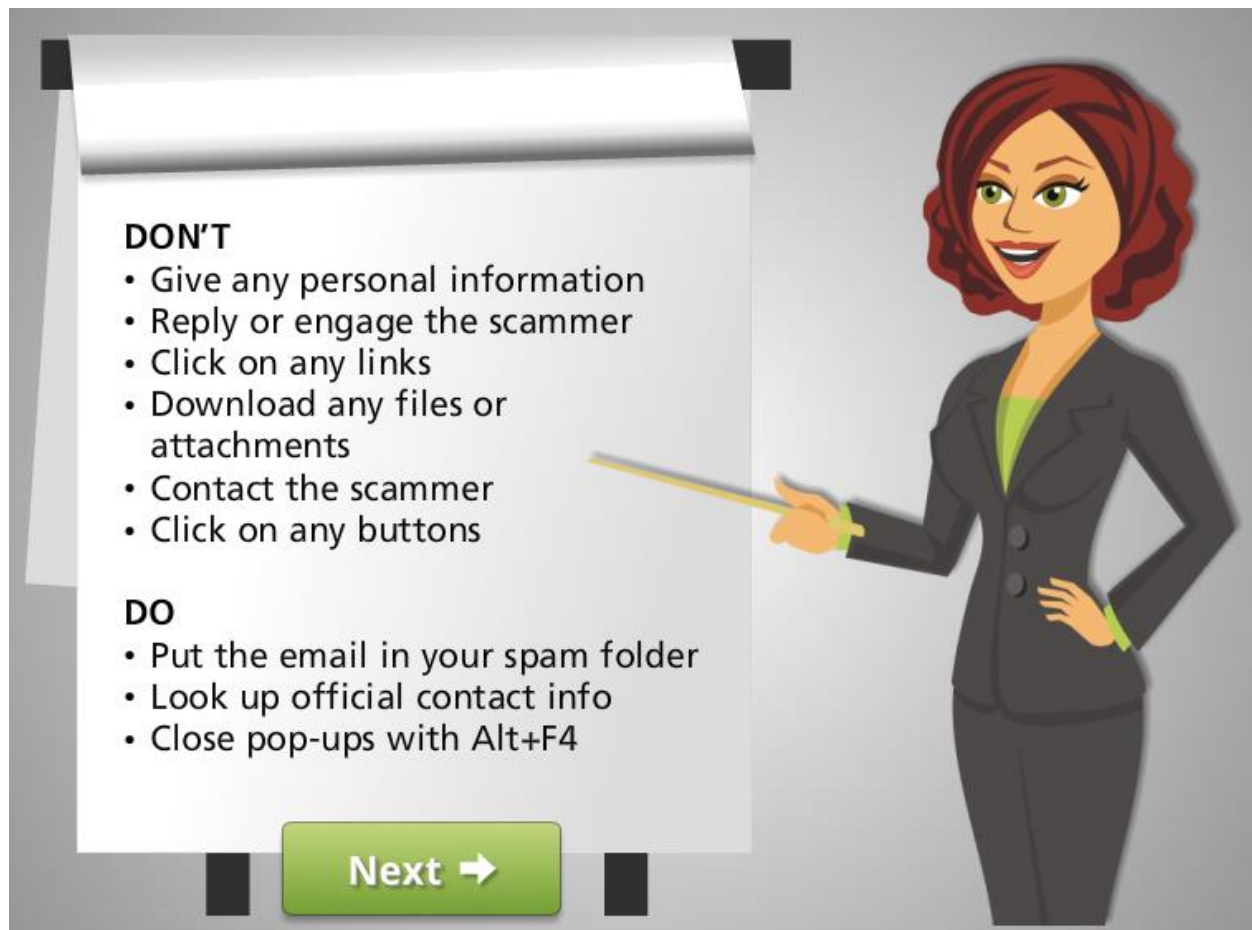 DON'T
• Give any personal information
• Reply or engage the scammer
• Click on any links
• Download any files or
attachments
• Contact the scammer
• Click on any buttons
DO
• Put the email in your spam folder
• Look up official contact info
• Close pop-ups with Alt+F4
Next